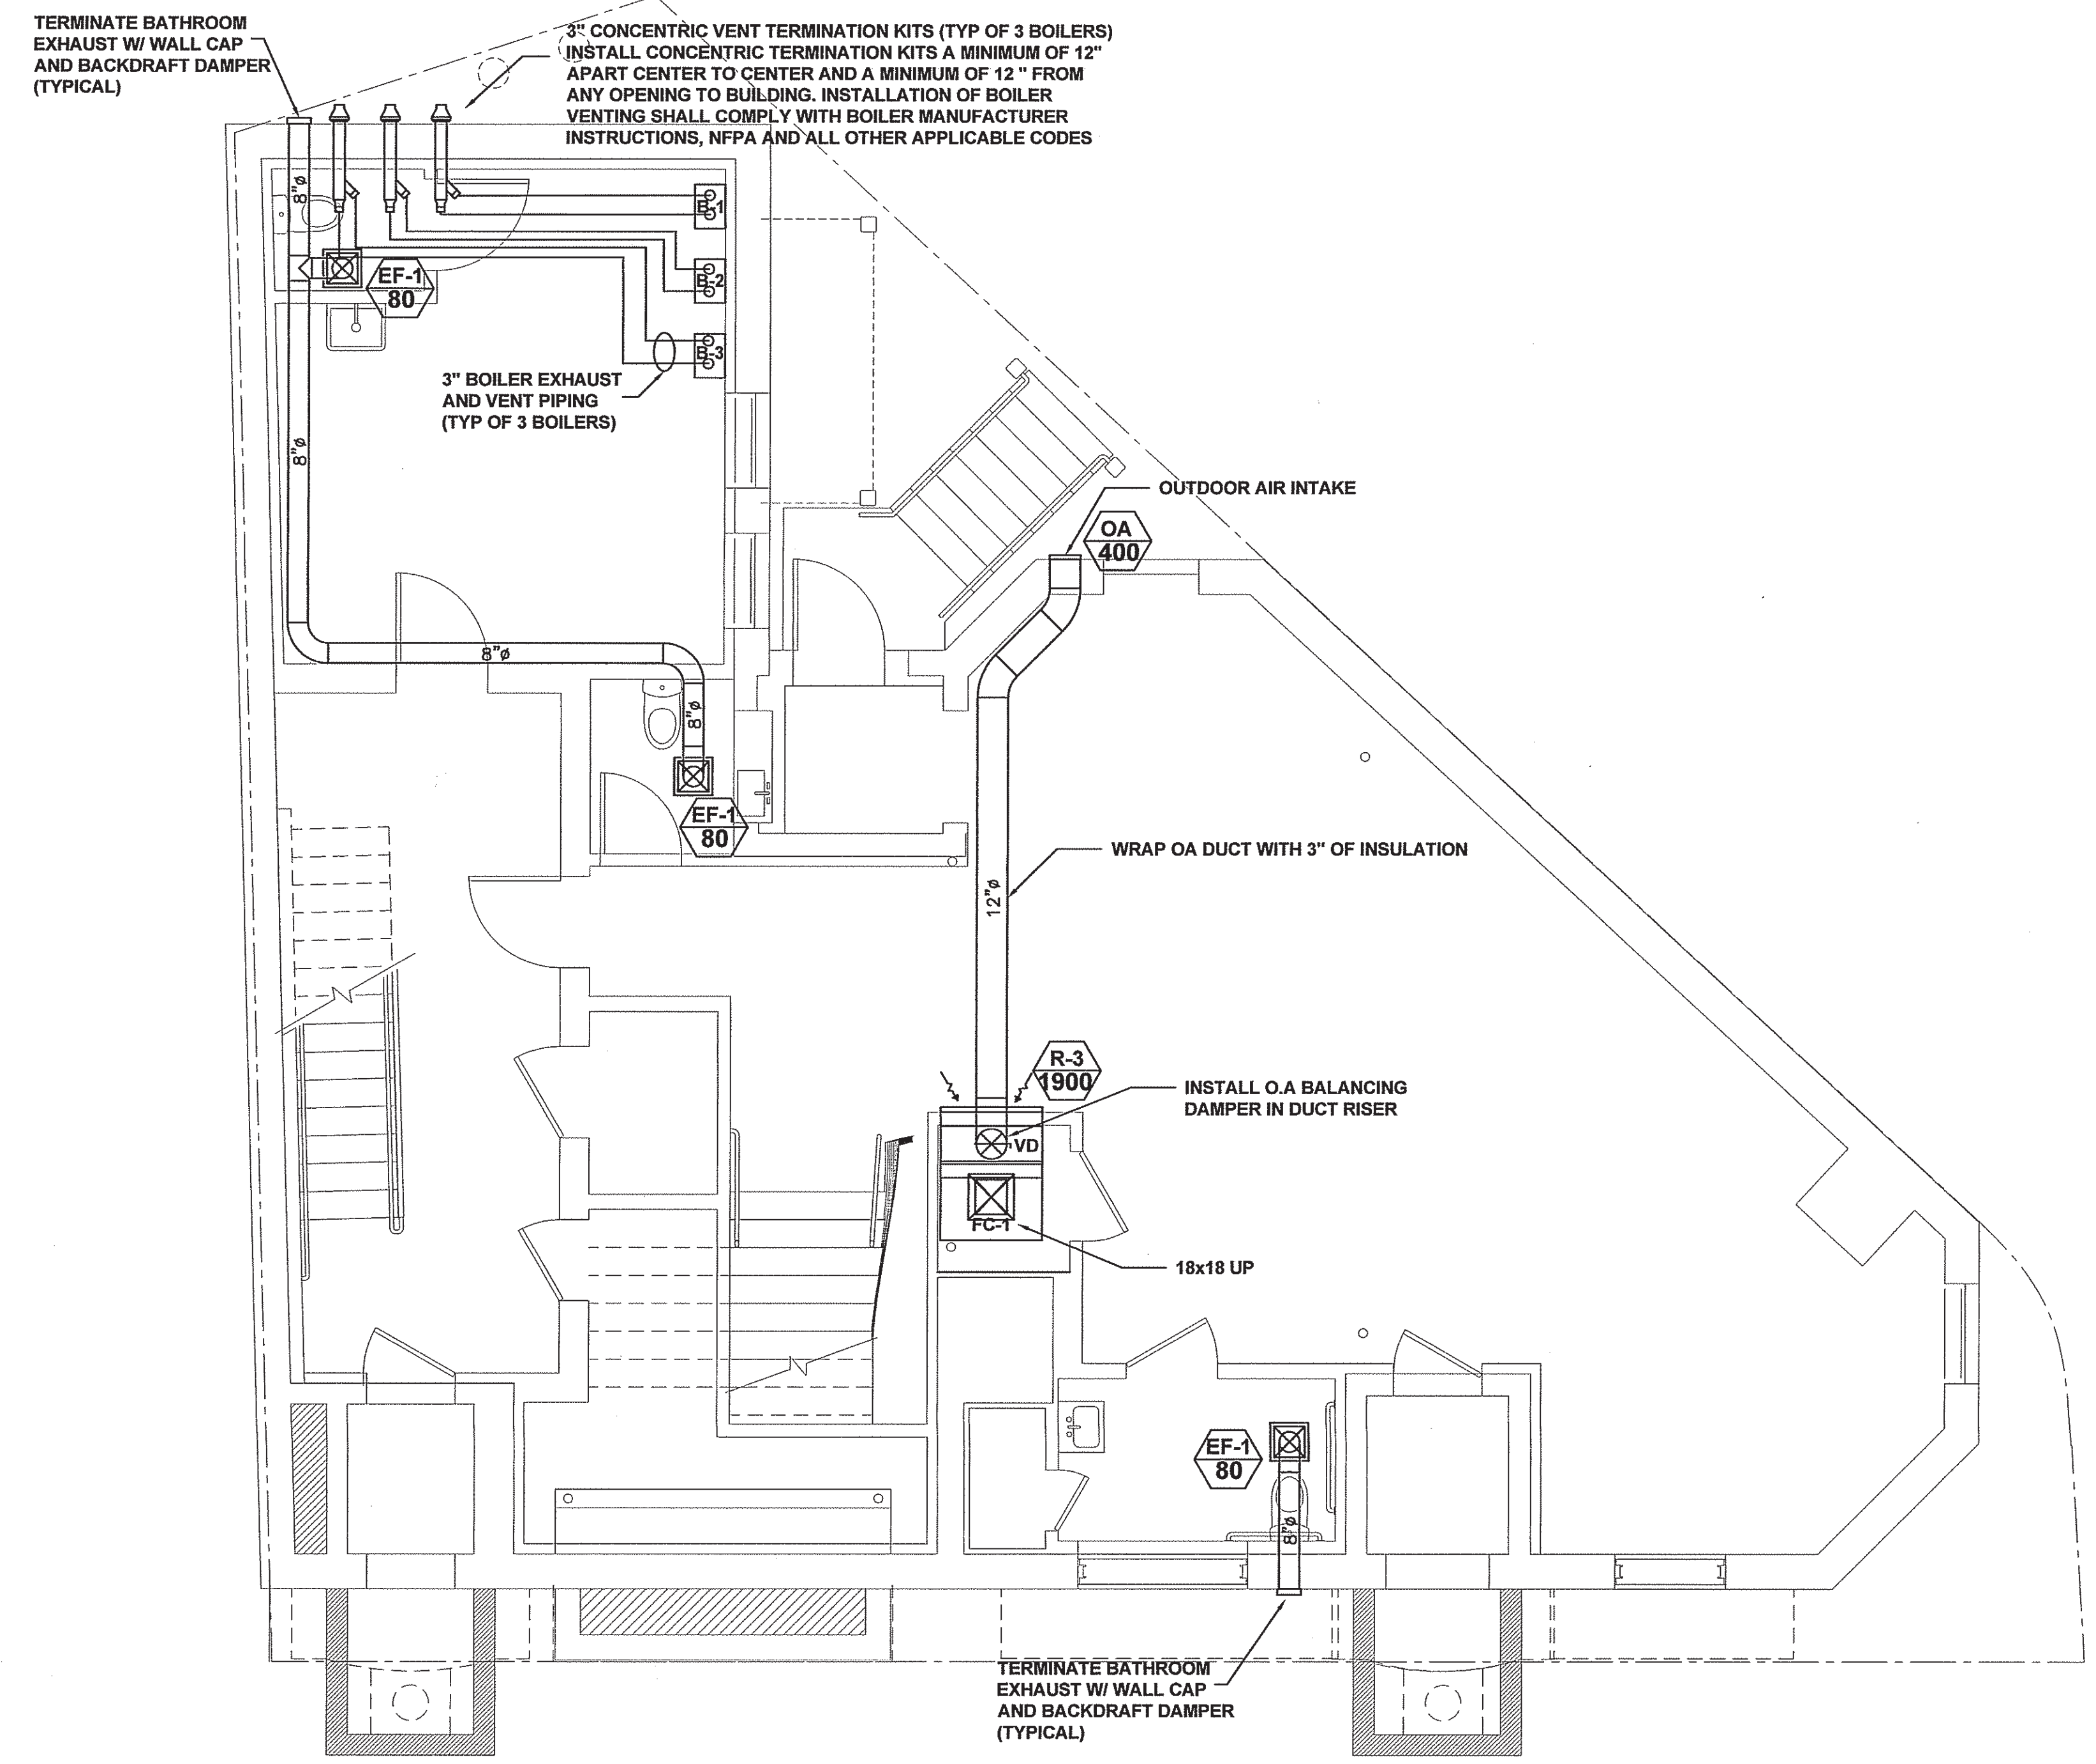 TERMINATE BATHROOM
EXHAUST W/ WALL CAP
AND BACKDRAFT DAMPER
(TYPICAL)
3" CONCENTRIC VENT TERMINATION KITS (TYP OF 3 BOILERS)
INSTALL CONCENTRIC TERMINATION KITS A MINIMUM OF 12"
APART CENTER TO CENTER AND A MINIMUM OF 12 " FROM
ANY OPENING TO BUILDING. INSTALLATION OF BOILER
VENTING SHALL COMPLY WITH BOILER MANUFACTURER
INSTRUCTIONS, NFPA AND ALL OTHER APPLICABLE CODES
8"ø
B-1
EF-1
80
B-2
B-3
3" BOILER EXHAUST
AND VENT PIPING
(TYP OF 3 BOILERS)
8"ø
OUTDOOR AIR INTAKE
OA
400
8"ø
8"ø
EF-1
80
WRAP OA DUCT WITH 3" OF INSULATION
12"ø
R-3
1900
INSTALL O.A BALANCING
DAMPER IN DUCT RISER
VD
FC-1
18x18 UP
EF-1
80
8"ø
TERMINATE BATHROOM
EXHAUST W/ WALL CAP
AND BACKDRAFT DAMPER
(TYPICAL)